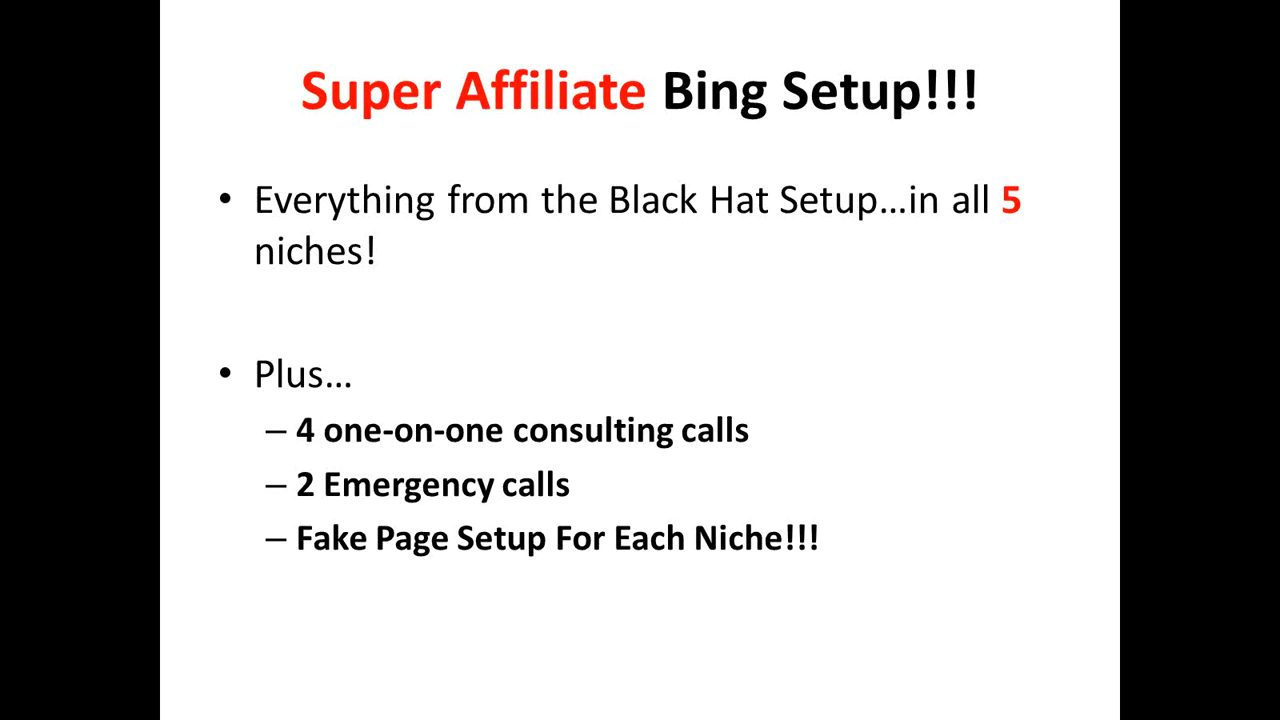 Super Affiliate Bing Setup!!!
• Everything from the Black Hat Setup…in all 5
niches!
• Plus…
– 4 one-on-one consulting calls
– 2 Emergency calls
– Fake Page Setup For Each Niche!!!